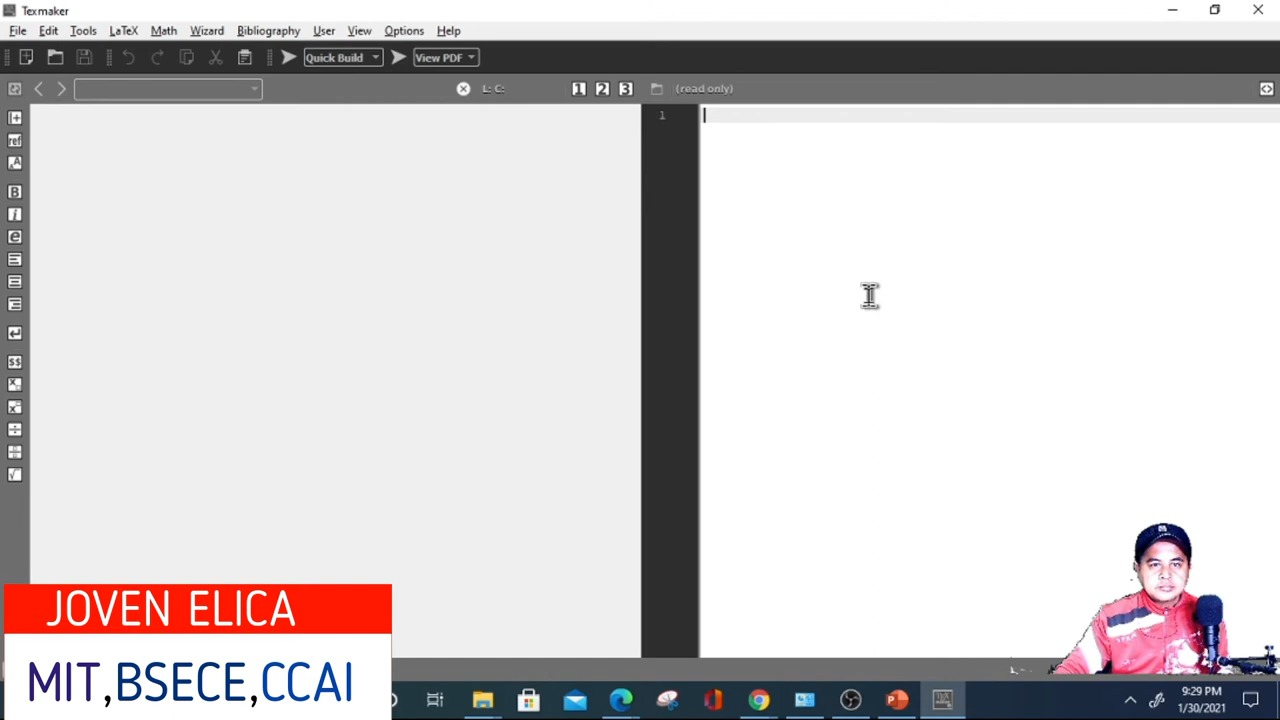 Texmaker
File Edit Tools LaTeX Math Wizard Bibliography User View Options Help
Quick Build View PDF
L: C: 1 2 3 (read only)
1
ref
B
i
e
$$
JOVEN ELICA
MIT,BSECE,CCAI
9:29 PM
1/30/2021